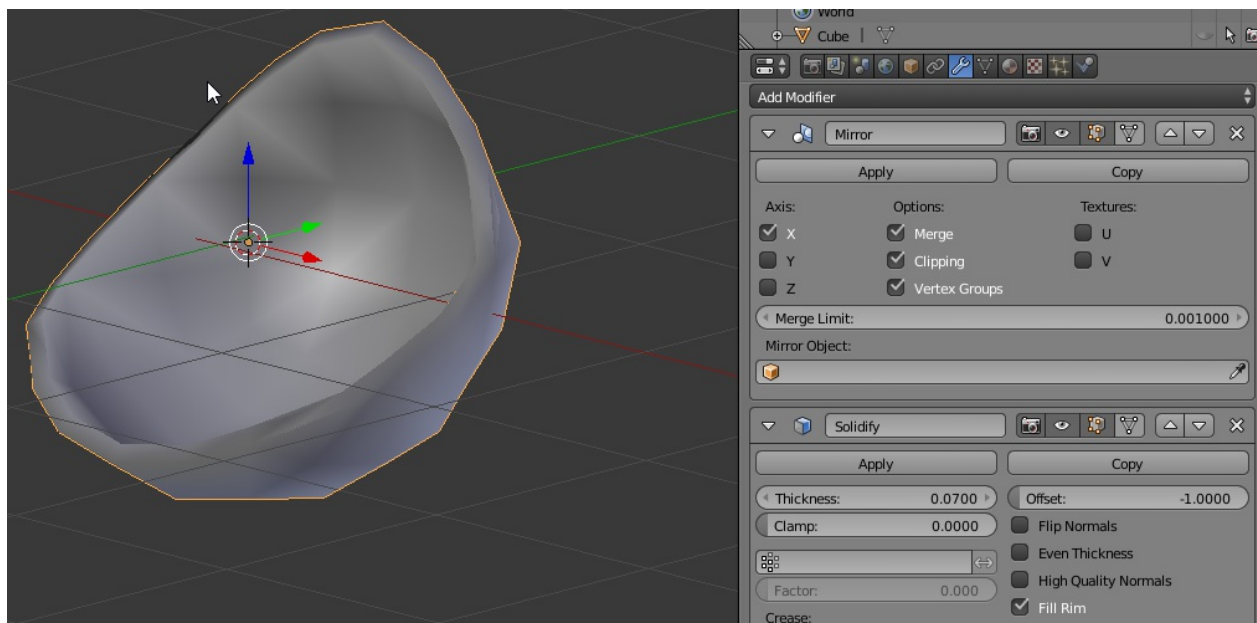 World
Cube
Add Modifier
Mirror
Apply Copy
Axis: Options: Textures:
X Merge U
Y Clipping V
Z Vertex Groups
Merge Limit: 0.001000
Mirror Object:
Solidify
Apply Copy
Thickness: 0.0700 Offset: -1.0000
Clamp: 0.0000 Flip Normals
Even Thickness
High Quality Normals
Factor: 0.000
Fill Rim
Crease: